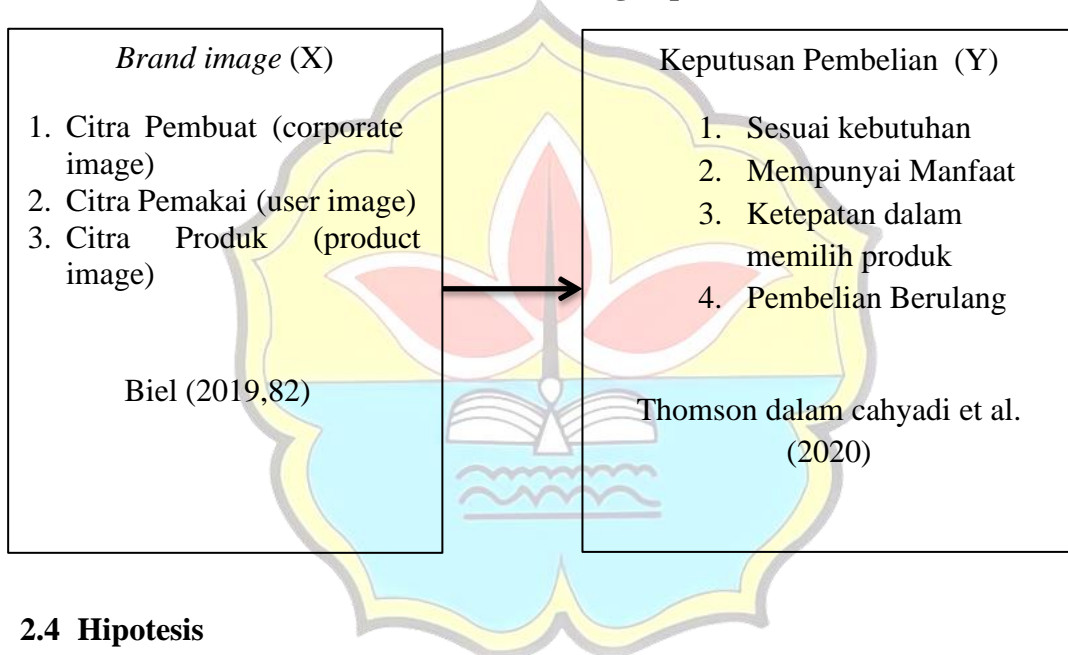 Brand image (X)
1. Citra Pembuat (corporate
image)
2. Citra Pemakai (user image)
3. Citra Produk (product
image)
Biel (2019,82)
Keputusan Pembelian (Y)
1. Sesuai kebutuhan
2. Mempunyai Manfaat
3. Ketepatan dalam
memilih produk
4. Pembelian Berulang
Thomson dalam cahyadi et al.
(2020)
2.4 Hipotesis